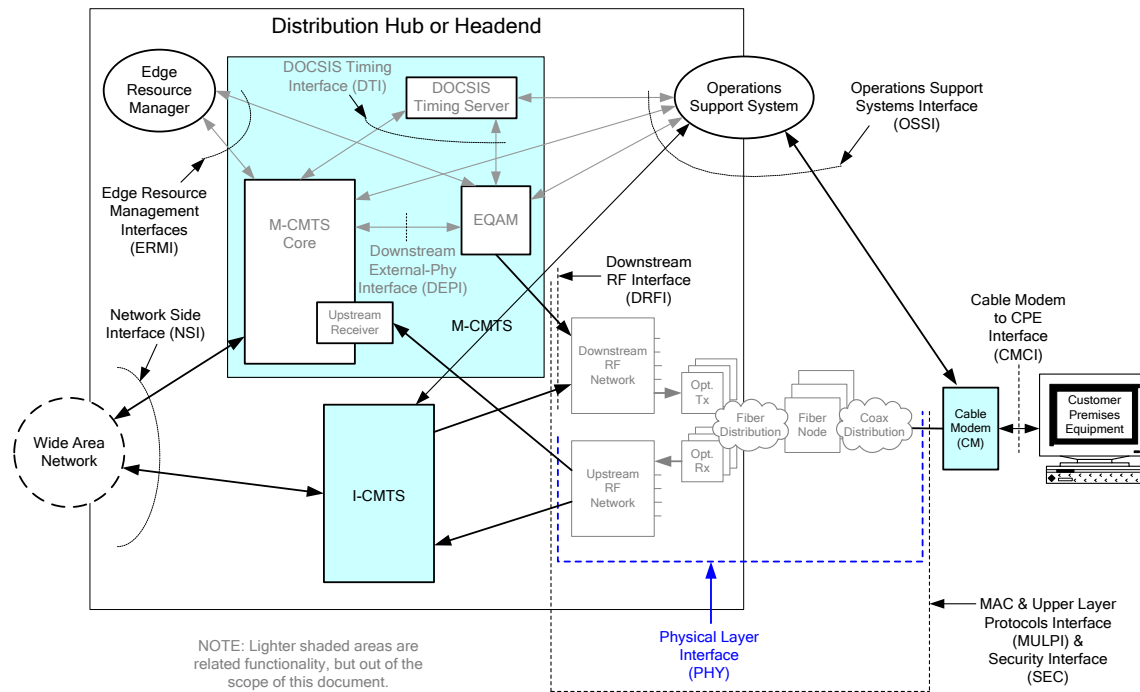 Distribution Hub or Headend
Edge
Resource
Manager
DOCSIS Timing
Interface (DTI)
DOCSIS
Timing Server
Operations
Support System
Operations Support
Systems Interface
(OSSI)
Edge Resource
Management
Interfaces
(ERMI)
M-CMTS
Core
EQAM
Downstream
External-Phy
Interface (DEPI)
Upstream
Receiver
M-CMTS
Downstream
RF Interface
(DRFI)
Network Side
Interface (NSI)
Cable Modem
to CPE
Interface
(CMCI)
Downstream
RF
Network
Opt.
Tx
Fiber
Distribution
Fiber
Node
Coax
Distribution
Cable
Modem
(CM)
Customer
Premises
Equipment
Wide Area
Network
I-CMTS
Upstream
RF
Network
Opt.
Rx
NOTE: Lighter shaded areas are
related functionality, but out of the
scope of this document.
Physical Layer
Interface
(PHY)
MAC & Upper Layer
Protocols Interface
(MULPI) &
Security Interface
(SEC)